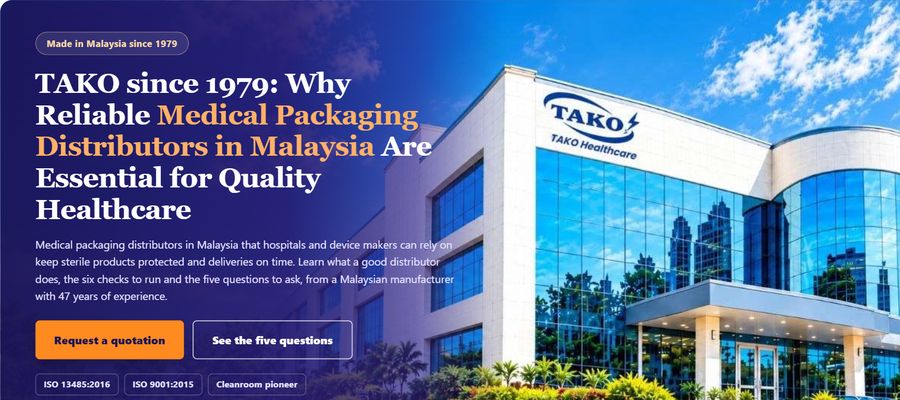 Made in Malaysia since 1979
TAKO since 1979: Why
Reliable Medical Packaging
Distributors in Malaysia Are
Essential for Quality
Healthcare
Medical packaging distributors in Malaysia that hospitals and device makers can rely on
keep sterile products protected and deliveries on time. Learn what a good distributor
does, the six checks to run and the five questions to ask, from a Malaysian manufacturer
with 47 years of experience.
Request a quotation
See the five questions
ISO 13485:2016
ISO 9001:2015
Cleanroom pioneer
TAKO
TAKO Healthcare